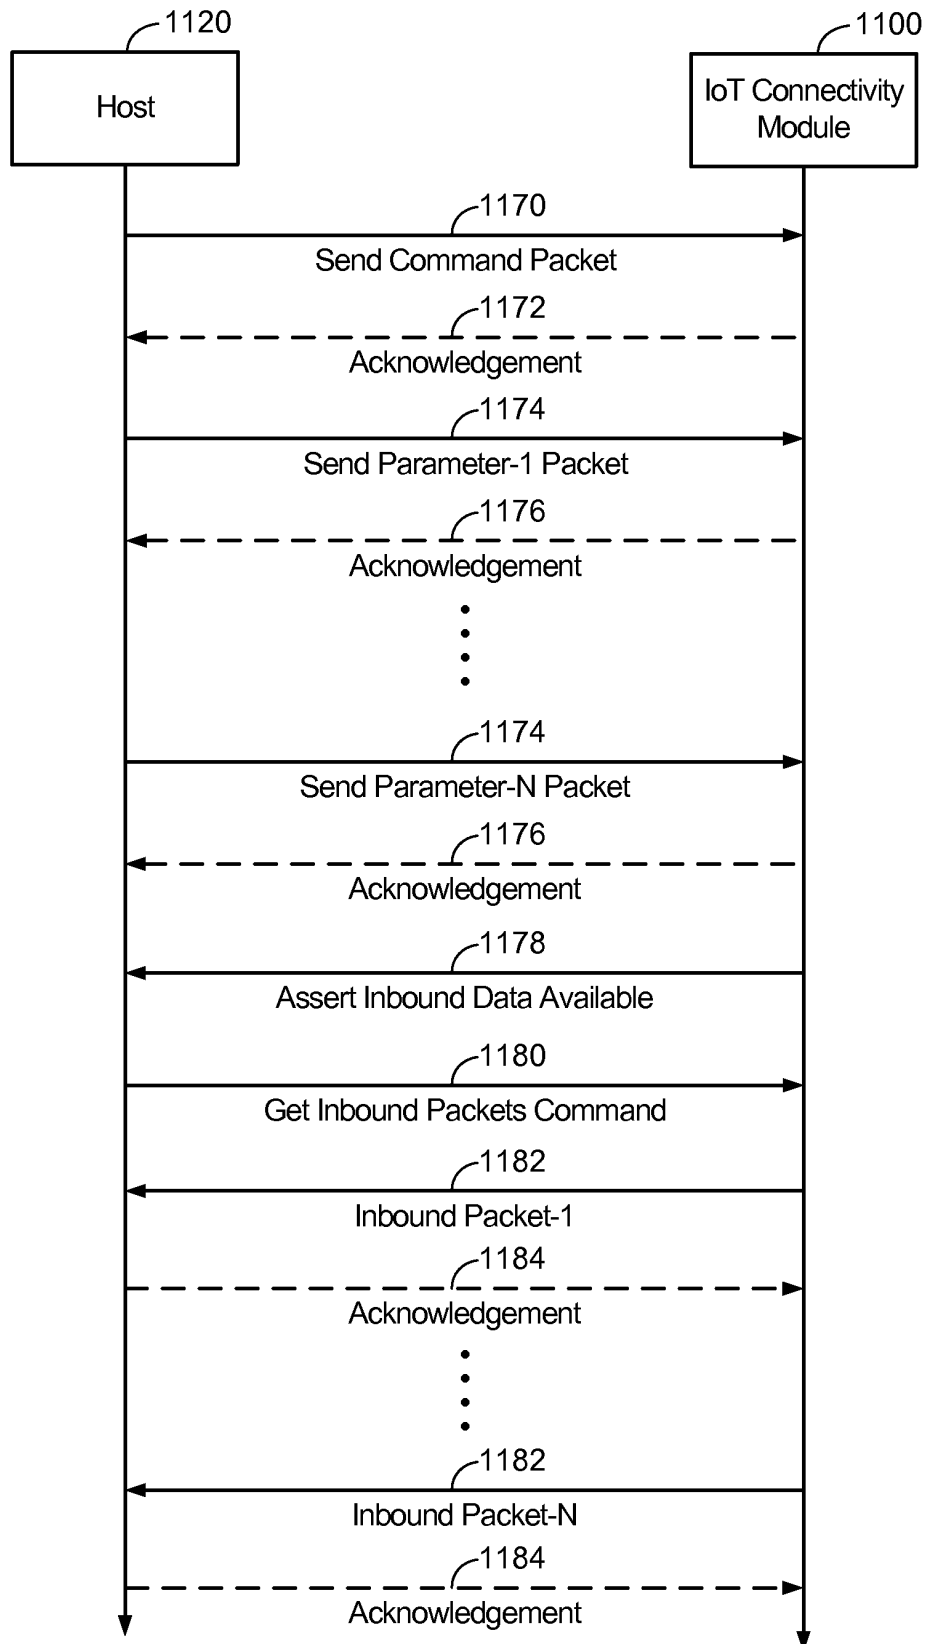 1120
1100
Host
IoT Connectivity
Module
1170
Send Command Packet
1172
Acknowledgement
1174
Send Parameter-1 Packet
1176
Acknowledgement
1174
Send Parameter-N Packet
1176
Acknowledgement
1178
Assert Inbound Data Available
1180
Get Inbound Packets Command
1182
Inbound Packet-1
1184
Acknowledgement
1182
Inbound Packet-N
1184
Acknowledgement